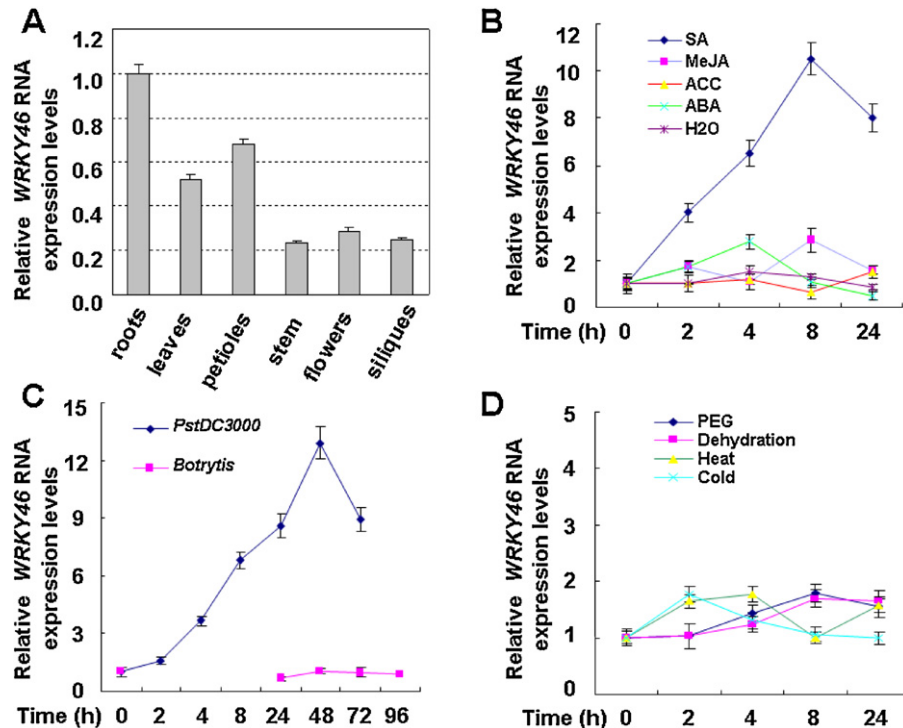 A
Relative WRKY46 RNA
expression levels
1.2
1.0
0.8
0.6
0.4
0.2
0.0
roots
leaves
petioles
stem
flowers
siliques
B
Relative WRKY46 RNA
expression levels
12
10
8
6
4
2
0
SA
MeJA
ACC
ABA
H2O
Time (h) 0 2 4 8 24
C
Relative WRKY46 RNA
expression levels
15
12
9
6
3
0
PstDC3000
Botrytis
Time (h) 0 2 4 8 24 48 72 96
D
Relative WRKY46 RNA
expression levels
5
4
3
2
1
0
PEG
Dehydration
Heat
Cold
Time (h) 0 2 4 8 24